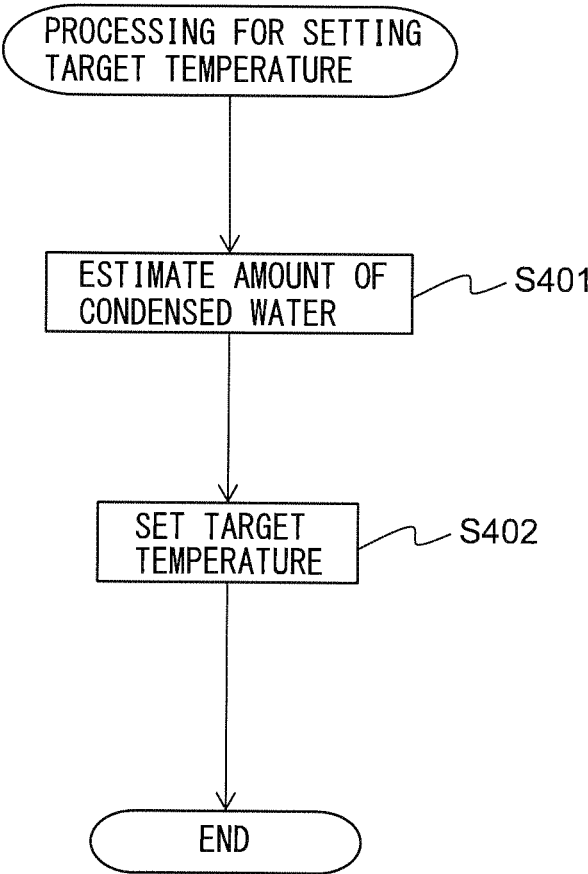 PROCESSING FOR SETTING
TARGET TEMPERATURE
ESTIMATE AMOUNT OF
CONDENSED WATER
S401
SET TARGET
TEMPERATURE
S402
END